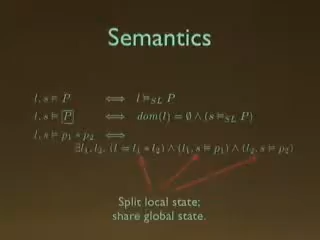 Semantics
l, s ⊨ P ⟺ l ⊨SL P
l, s ⊨ [P] ⟺ dom(l) = ∅ ∧ (s ⊨SL P)
l, s ⊨ p1 * p2 ⟺
∃l1, l2. (l = l1 * l2) ∧ (l1, s ⊨ p1) ∧ (l2, s ⊨ p2)
Split local state;
share global state.